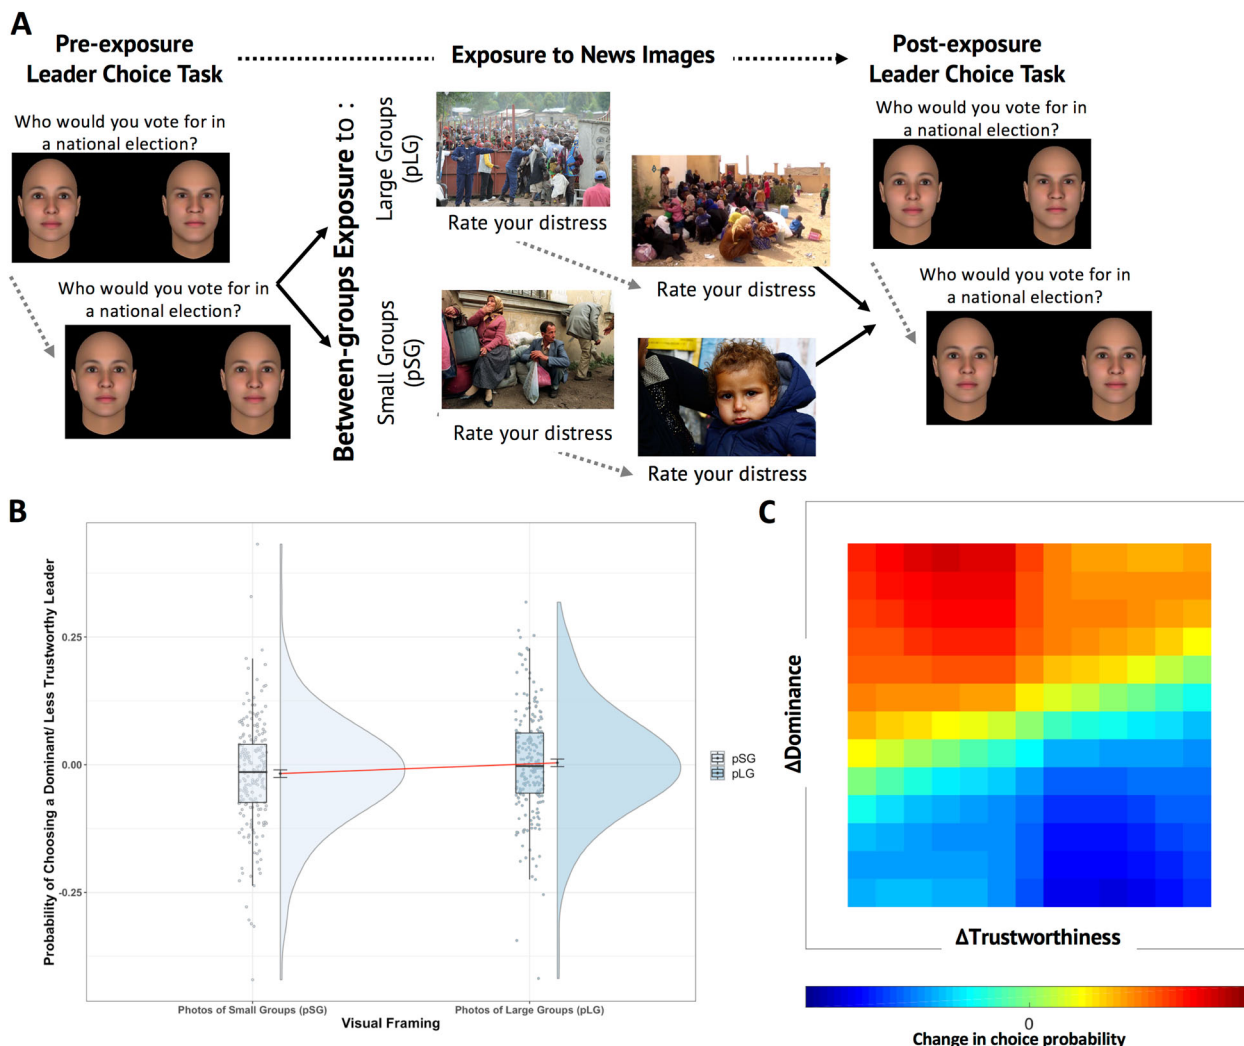 A
Pre-exposure
Leader Choice Task
Exposure to News Images
Post-exposure
Leader Choice Task
Who would you vote for in
a national election?
Who would you vote for in
a national election?
Between-groups Exposure to :
Large Groups
(pLG)
Rate your distress
Rate your distress
Small Groups
(pSG)
Rate your distress
Rate your distress
Who would you vote for in
a national election?
Who would you vote for in
a national election?
B
Probability of Choosing a Dominant/ Less Trustworthy Leader
0.25
0.00
-0.25
Photos of Small Groups (pSG)
Photos of Large Groups (pLG)
Visual Framing
pSG
pLG
C
ΔDominance
ΔTrustworthiness
0
Change in choice probability